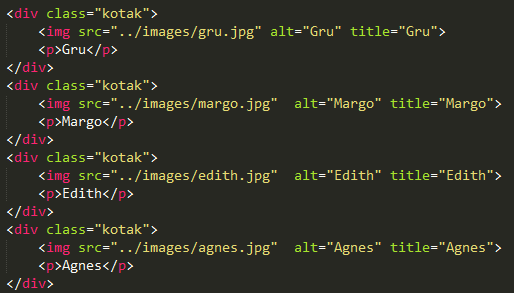 <div class="kotak">
    <img src="../images/gru.jpg" alt="Gru" title="Gru">
    <p>Gru</p>
</div>
<div class="kotak">
    <img src="../images/margo.jpg"  alt="Margo" title="Margo">
    <p>Margo</p>
</div>
<div class="kotak">
    <img src="../images/edith.jpg"  alt="Edith" title="Edith">
    <p>Edith</p>
</div>
<div class="kotak">
    <img src="../images/agnes.jpg"  alt="Agnes" title="Agnes">
    <p>Agnes</p>
</div>